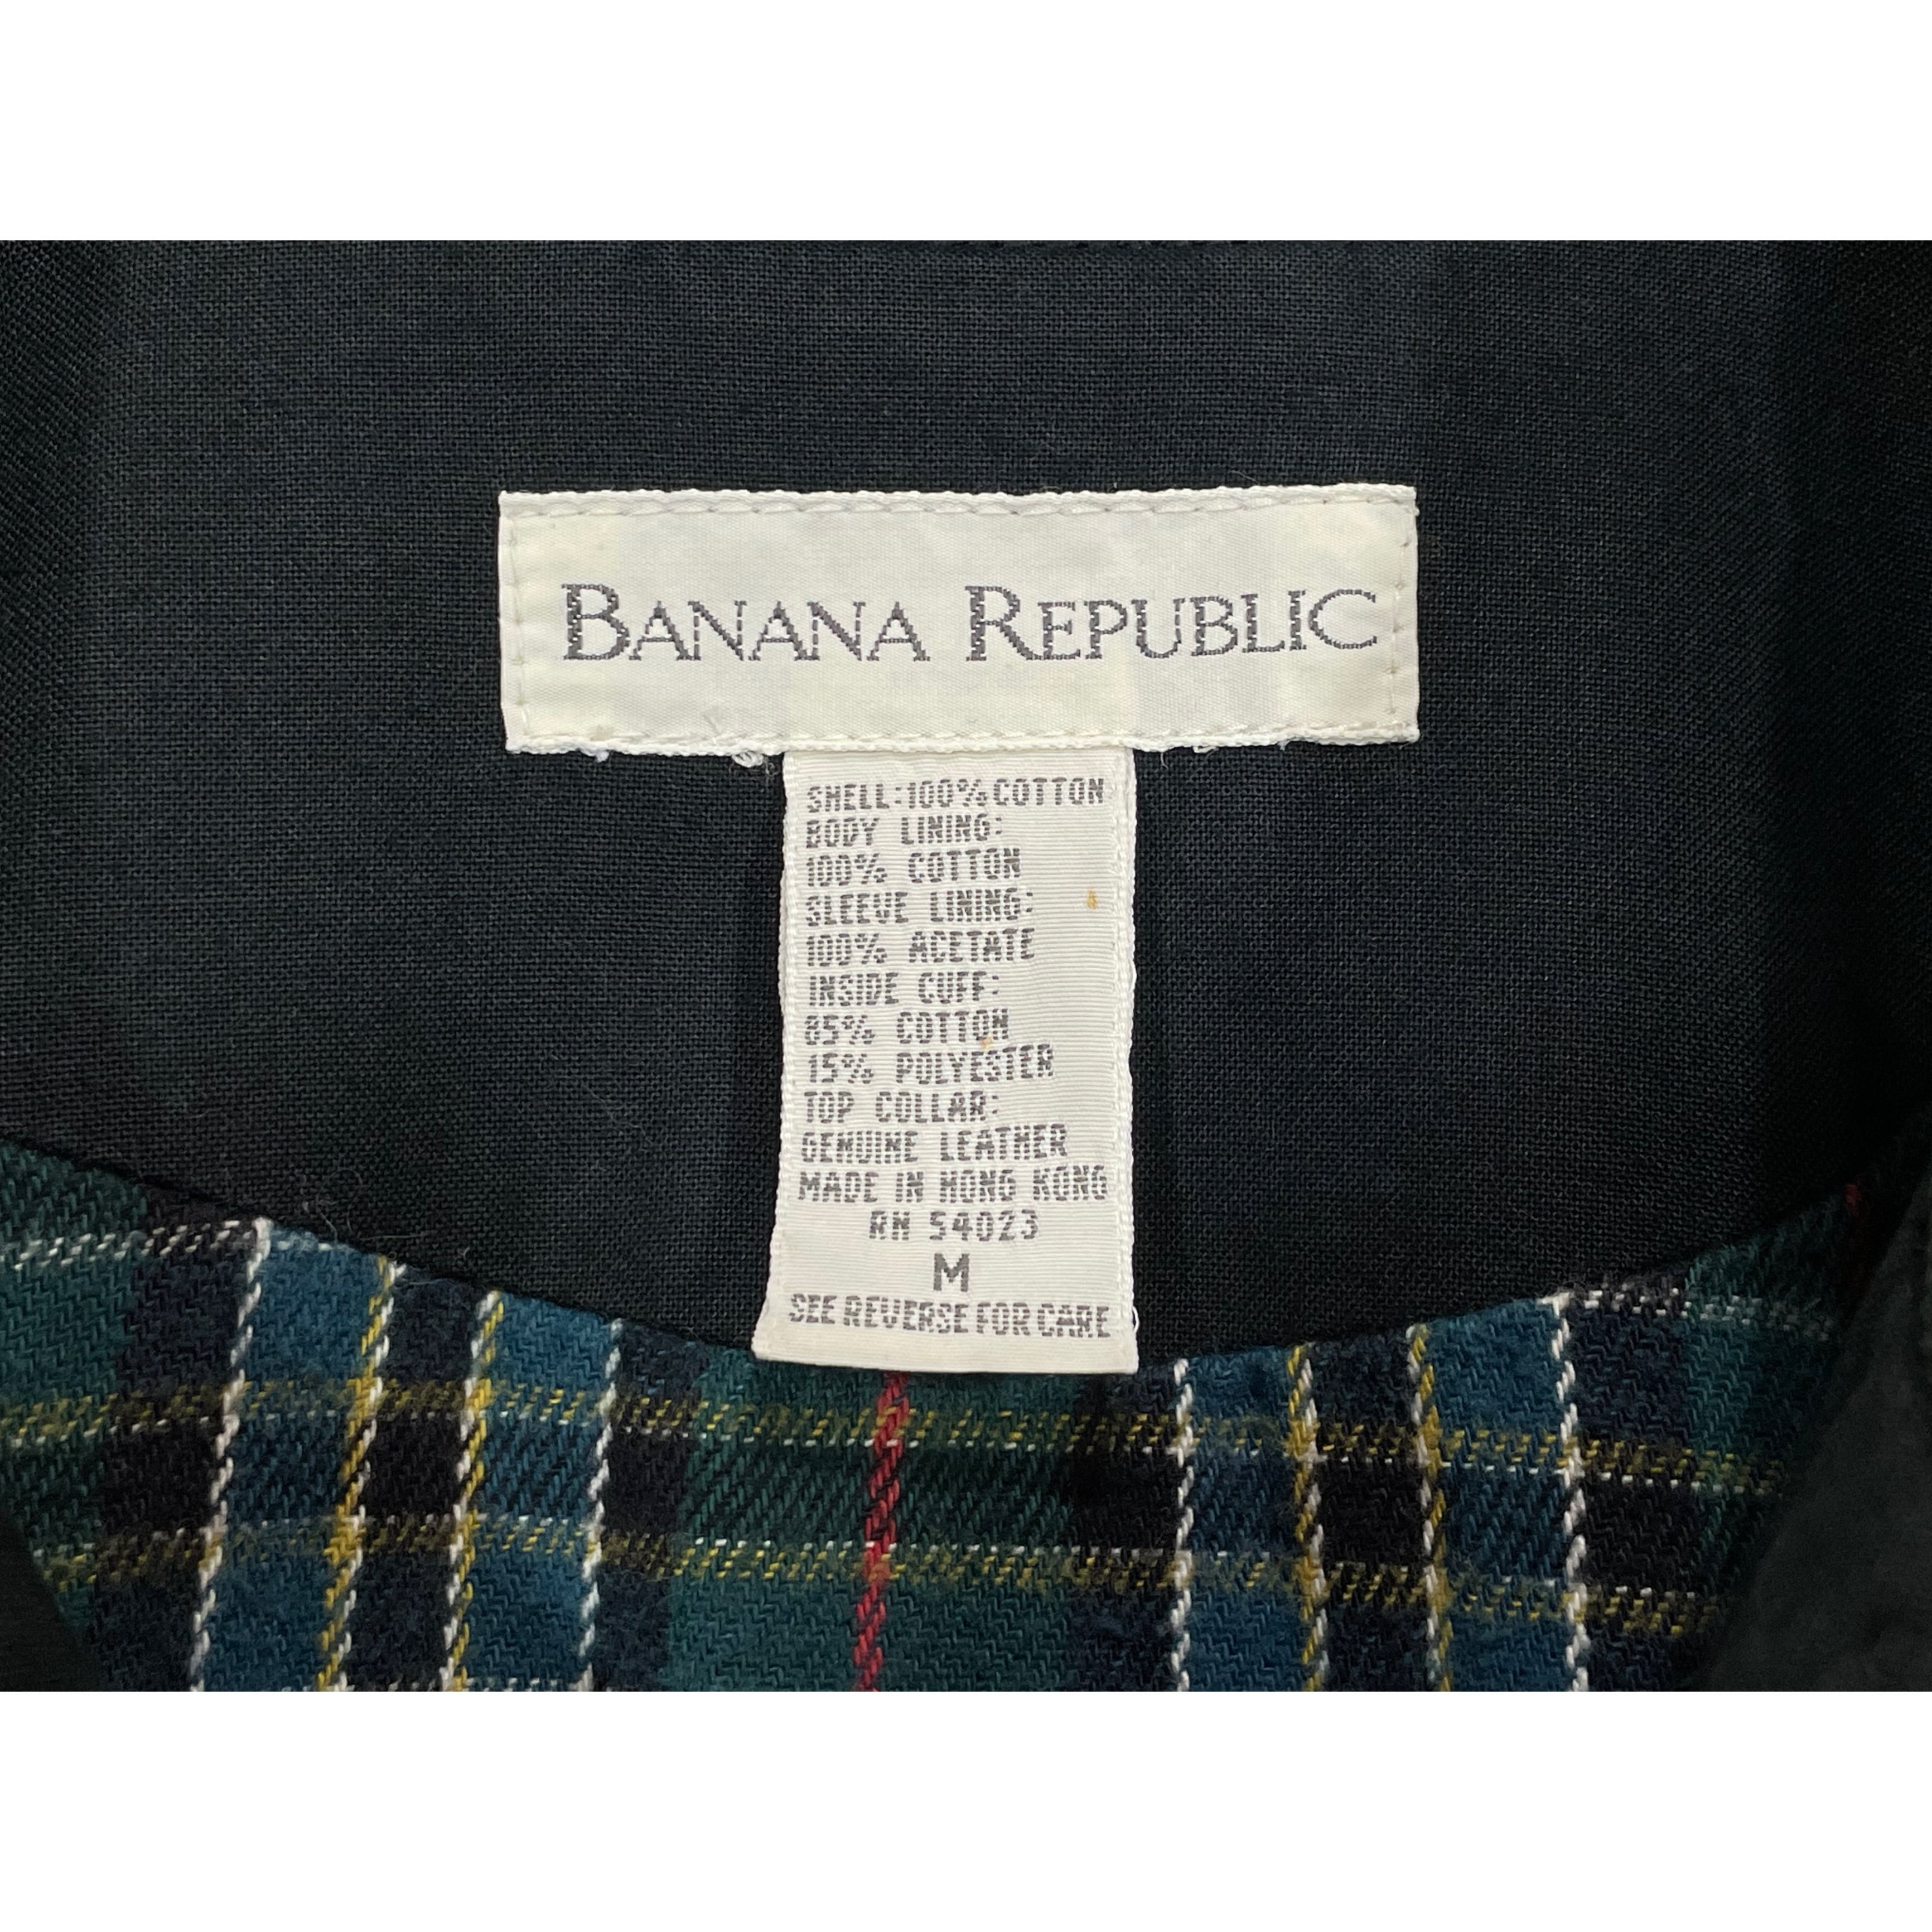 BANANA REPUBLIC
SHELL:100% COTTON
BODY LINING:
100% COTTON
SLEEVE LINING:
100% ACETATE
INSIDE CUFF:
85% COTTON
15% POLYESTER
TOP COLLAR:
GENUINE LEATHER
MADE IN HONG KONG
RN 54023
M
SEE REVERSE FOR CARE